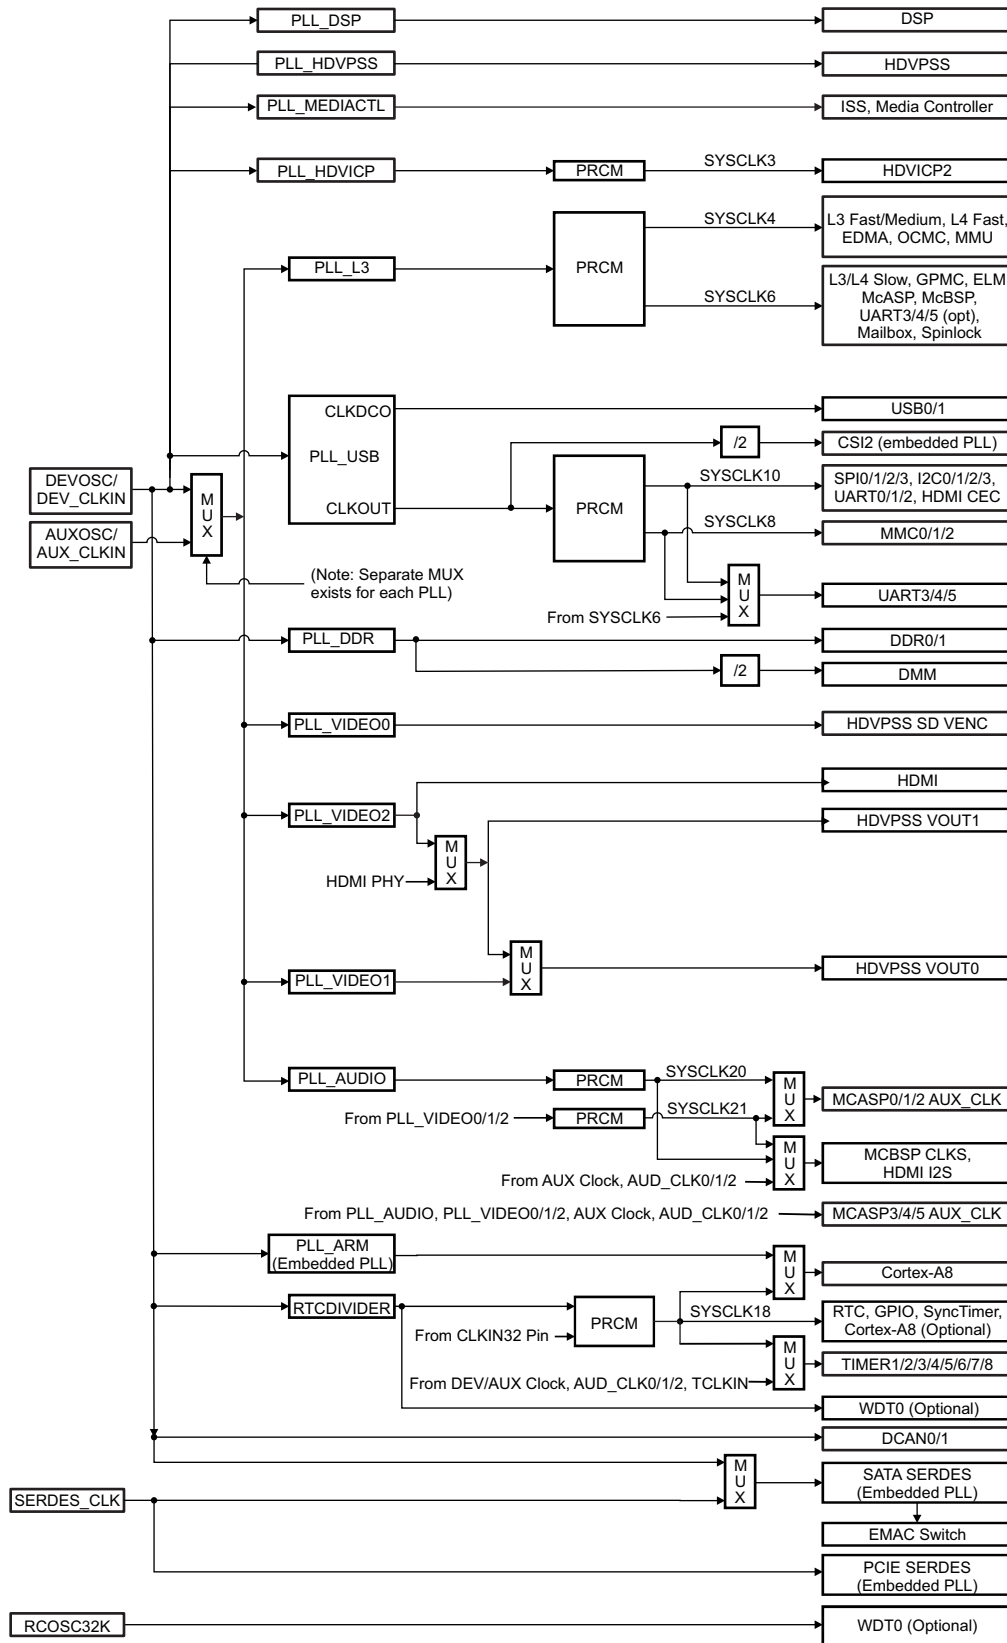 PLL_DSP
DSP
PLL_HDVPSS
HDVPSS
PLL_MEDIACTL
ISS, Media Controller
PLL_HDVICP
PRCM
SYSCLK3
HDVICP2
PLL_L3
PRCM
SYSCLK4
L3 Fast/Medium, L4 Fast,
EDMA, OCMC, MMU
SYSCLK6
L3/L4 Slow, GPMC, ELM
McASP, McBSP,
UART3/4/5 (opt),
Mailbox, Spinlock
CLKDCO
PLL_USB
CLKOUT
USB0/1
/2
CSI2 (embedded PLL)
DEVOSC/
DEV_CLKIN
AUXOSC/
AUX_CLKIN
M
U
X
(Note: Separate MUX
exists for each PLL)
PRCM
SYSCLK10
SPI0/1/2/3, I2C0/1/2/3,
UART0/1/2, HDMI CEC
SYSCLK8
MMC0/1/2
M
U
X
From SYSCLK6
UART3/4/5
PLL_DDR
DDR0/1
/2
DMM
PLL_VIDEO0
HDVPSS SD VENC
PLL_VIDEO2
HDMI
M
U
X
HDMI PHY
HDVPSS VOUT1
PLL_VIDEO1
M
U
X
HDVPSS VOUT0
PLL_AUDIO
PRCM
SYSCLK20
M
U
X
MCASP0/1/2 AUX_CLK
From PLL_VIDEO0/1/2
PRCM
SYSCLK21
M
U
X
MCBSP CLKS,
HDMI I2S
From AUX Clock, AUD_CLK0/1/2
From PLL_AUDIO, PLL_VIDEO0/1/2, AUX Clock, AUD_CLK0/1/2
MCASP3/4/5 AUX_CLK
PLL_ARM
(Embedded PLL)
M
U
X
Cortex-A8
RTCDIVIDER
From CLKIN32 Pin
PRCM
SYSCLK18
RTC, GPIO, SyncTimer,
Cortex-A8 (Optional)
M
U
X
TIMER1/2/3/4/5/6/7/8
From DEV/AUX Clock, AUD_CLK0/1/2, TCLKIN
WDT0 (Optional)
DCAN0/1
M
U
X
SATA SERDES
(Embedded PLL)
SERDES_CLK
EMAC Switch
PCIE SERDES
(Embedded PLL)
RCOSC32K
WDT0 (Optional)